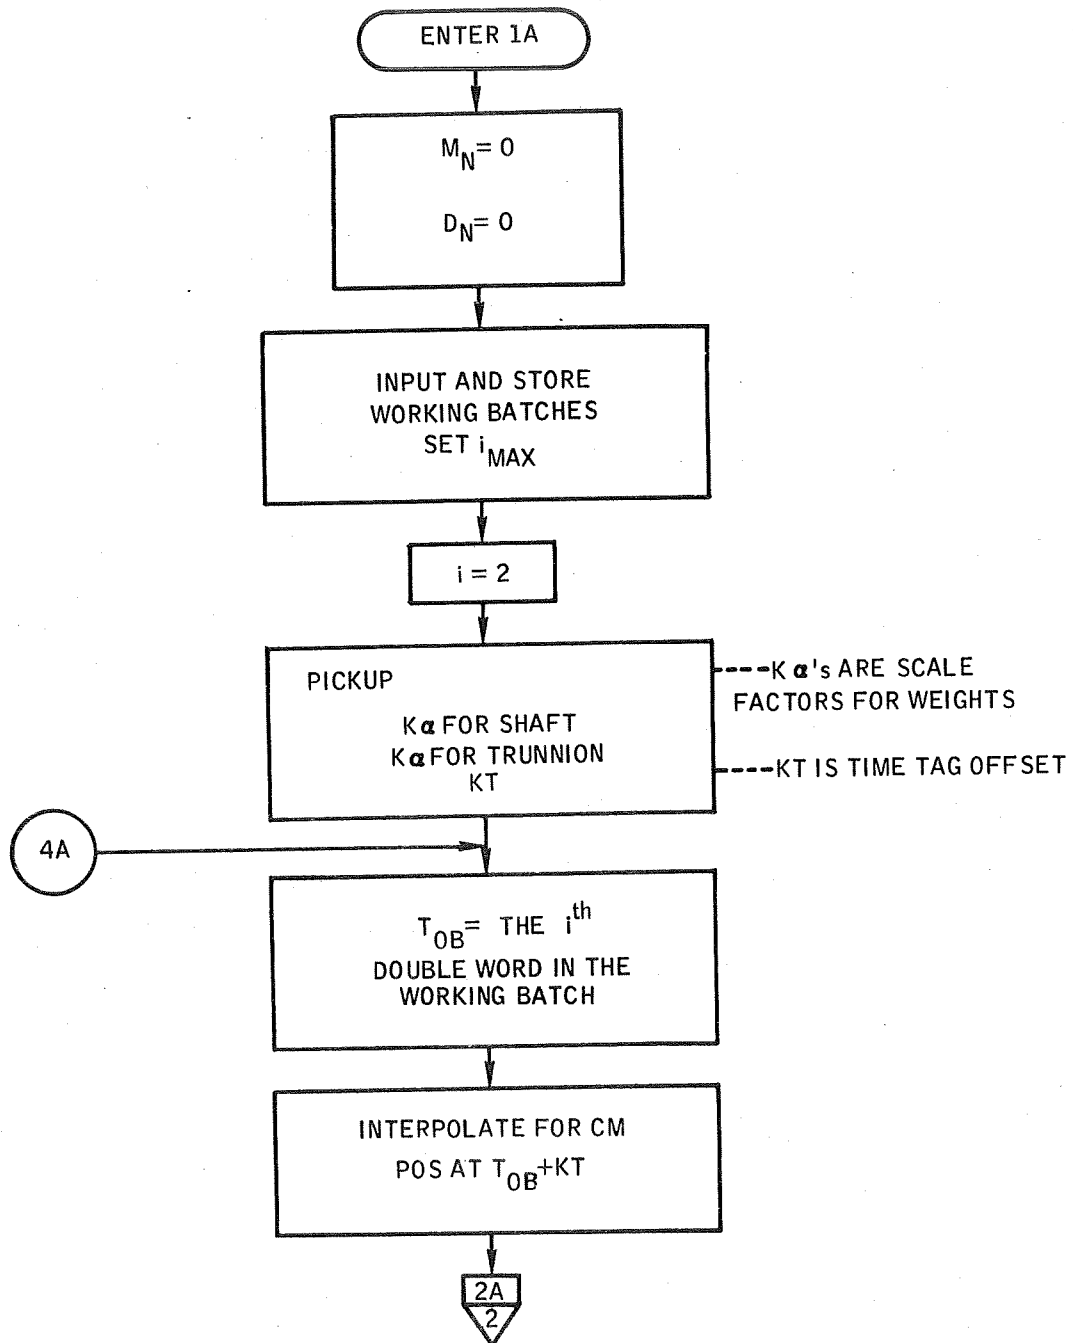 ENTER 1A
M_N = 0
D_N = 0
INPUT AND STORE
WORKING BATCHES
SET i_MAX
i = 2
PICKUP
Kα FOR SHAFT
Kα FOR TRUNNION
KT
Kα's ARE SCALE
FACTORS FOR WEIGHTS
KT IS TIME TAG OFFSET
4A
T_OB = THE i^th
DOUBLE WORD IN THE
WORKING BATCH
INTERPOLATE FOR CM
POS AT T_OB+KT
2A
2